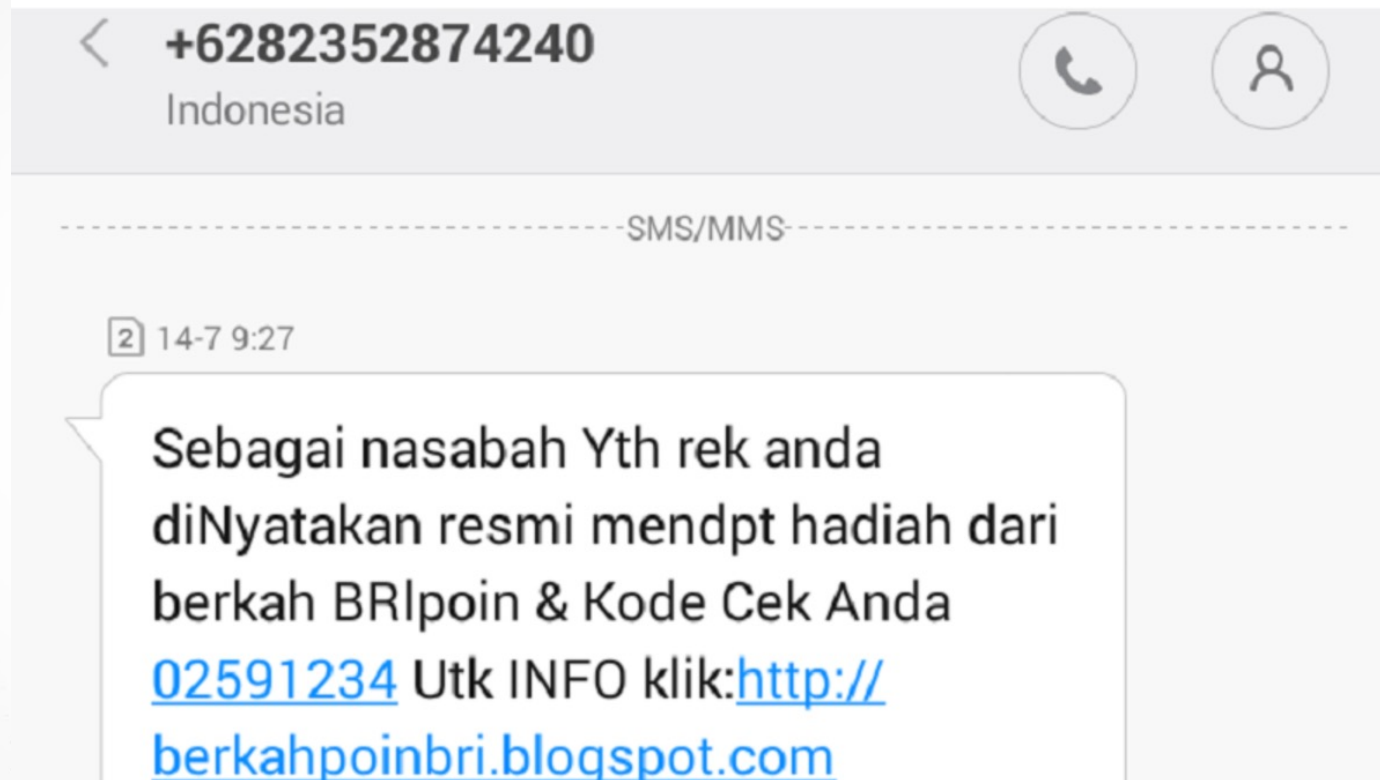 +6282352874240
Indonesia
SMS/MMS
2 14-7 9:27
Sebagai nasabah Yth rek anda
diNyatakan resmi mendpt hadiah dari
berkah BRIpoin & Kode Cek Anda
02591234 Utk INFO klik:http://
berkahpoinbri.blogspot.com